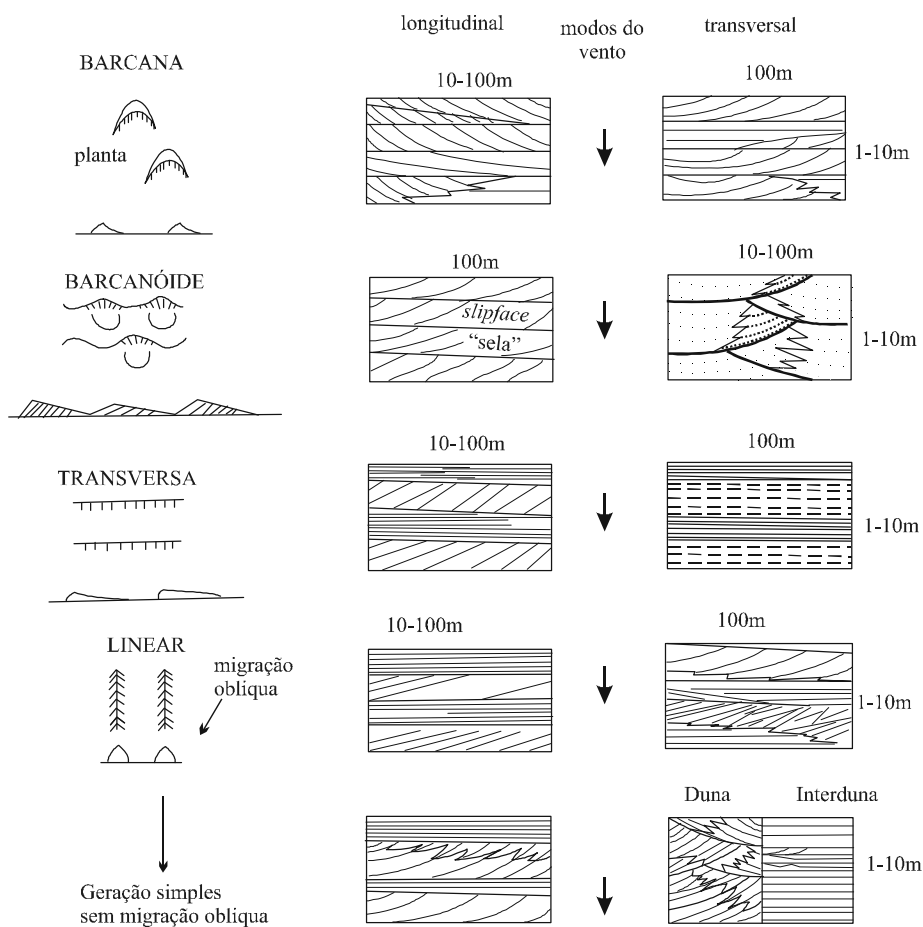 longitudinal
modos do
vento
transversal
BARCANA
10-100m
100m
planta
1-10m
BARCANÓIDE
100m
10-100m
slipface
"sela"
1-10m
TRANSVERSA
10-100m
100m
1-10m
LINEAR
migração
obliqua
10-100m
100m
1-10m
Duna
Interduna
1-10m
Geração simples
sem migração obliqua